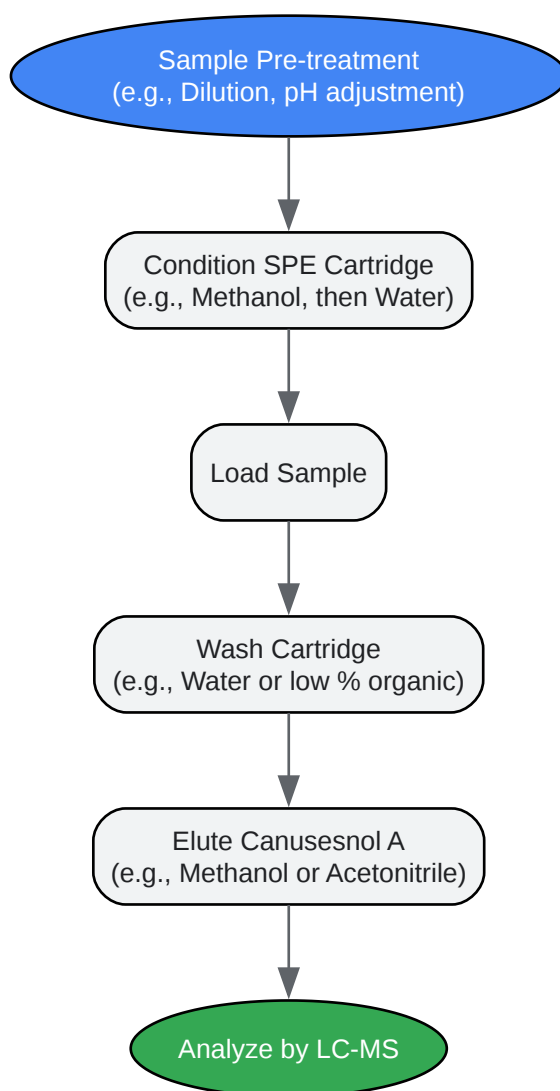 Sample Pre-treatment
(e.g., Dilution, pH adjustment)
Condition SPE Cartridge
(e.g., Methanol, then Water)
Load Sample
Wash Cartridge
(e.g., Water or low % organic)
Elute Canusesnol A
(e.g., Methanol or Acetonitrile)
Analyze by LC-MS